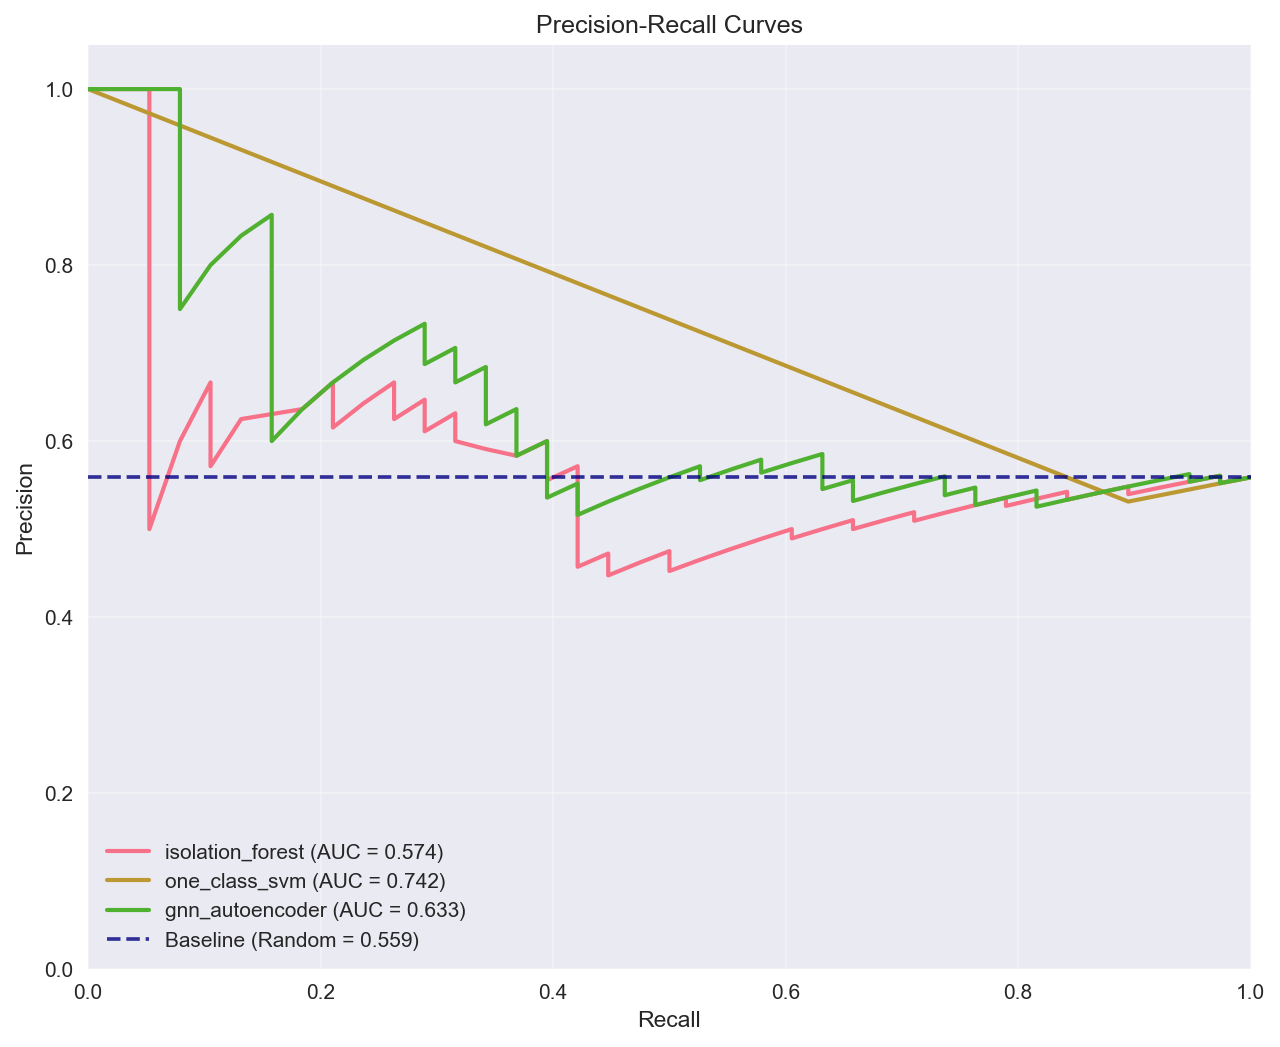 Precision-Recall Curves
Precision
1.0
0.8
0.6
0.4
0.2
0.0
isolation_forest (AUC = 0.574)
one_class_svm (AUC = 0.742)
gnn_autoencoder (AUC = 0.633)
Baseline (Random = 0.559)
0.0 0.2 0.4 0.6 0.8 1.0
Recall